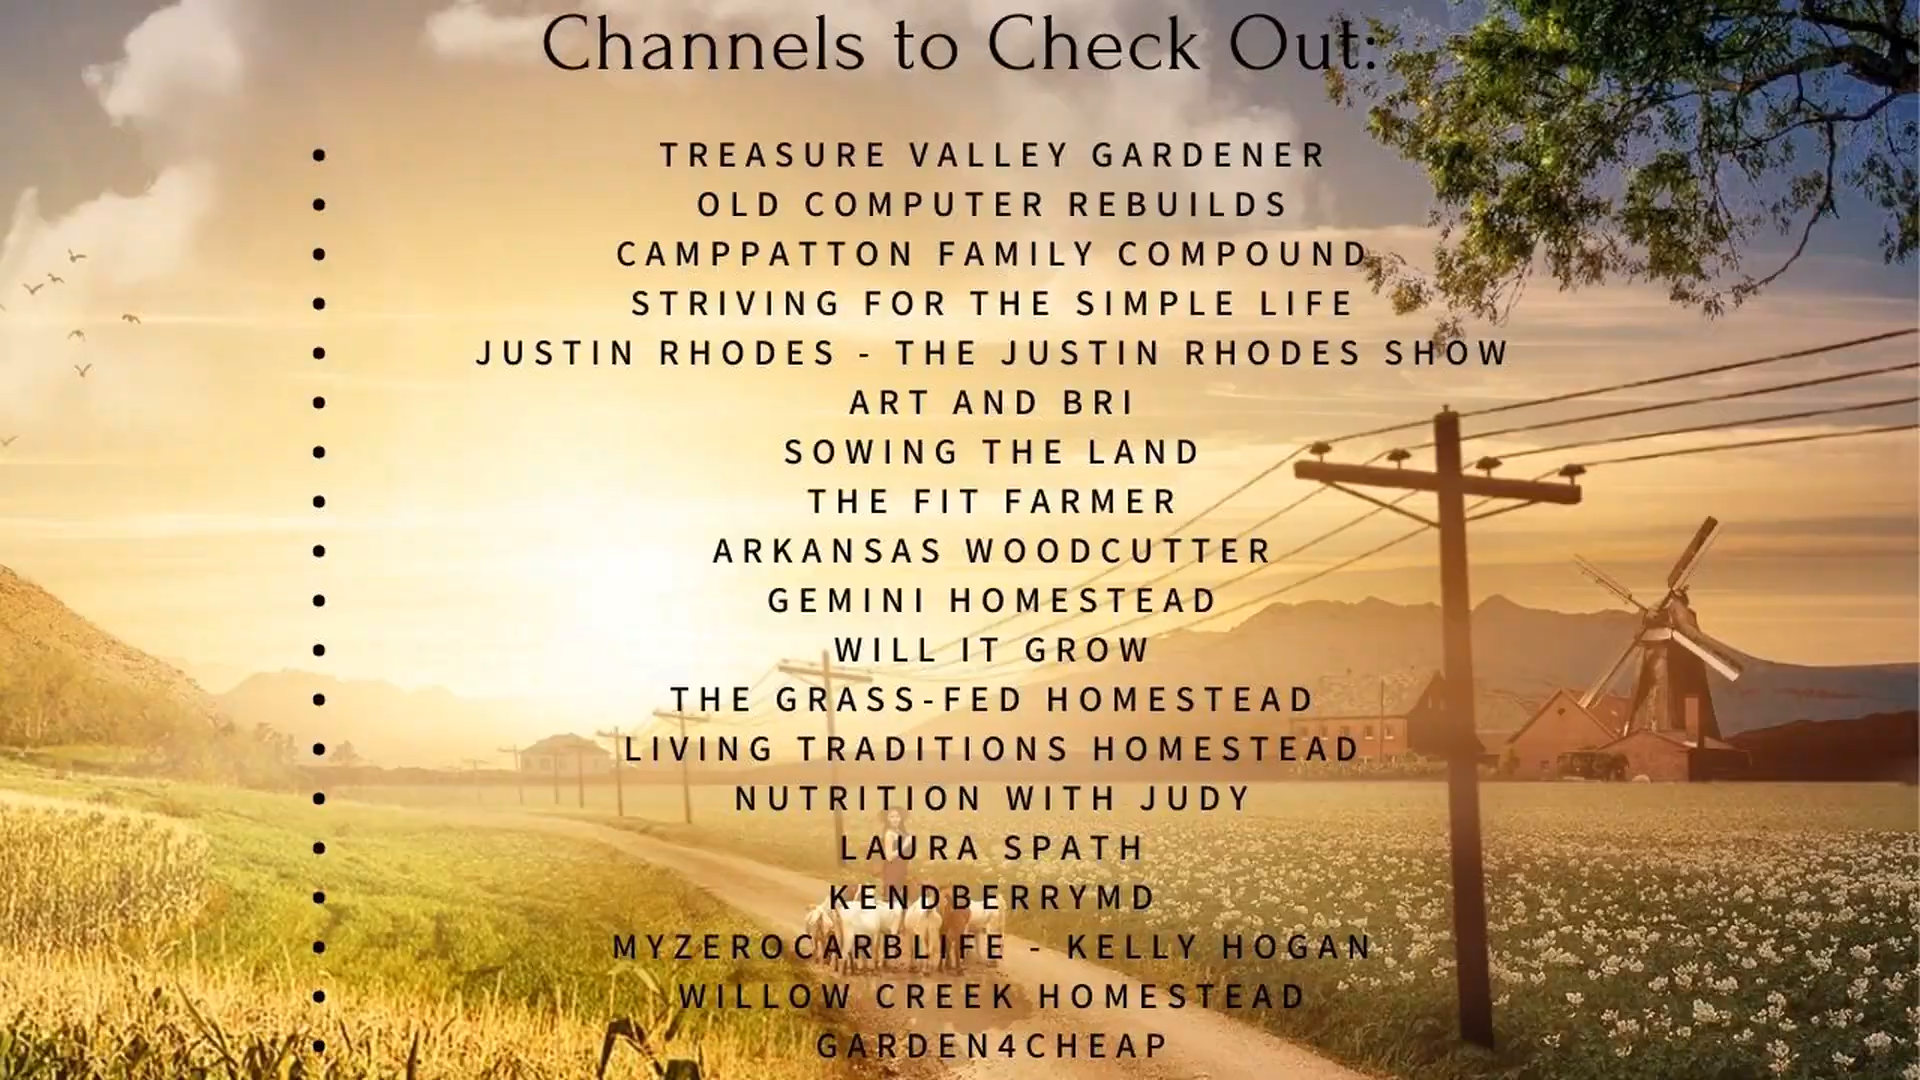 Channels to Check Out:
• TREASURE VALLEY GARDENER
• OLD COMPUTER REBUILDS
• CAMPPATTON FAMILY COMPOUND
• STRIVING FOR THE SIMPLE LIFE
• JUSTIN RHODES - THE JUSTIN RHODES SHOW
• ART AND BRI
• SOWING THE LAND
• THE FIT FARMER
• ARKANSAS WOODCUTTER
• GEMINI HOMESTEAD
• WILL IT GROW
• THE GRASS-FED HOMESTEAD
• LIVING TRADITIONS HOMESTEAD
• NUTRITION WITH JUDY
• LAURA SPATH
• KENDBERRYMD
• MYZEROCARBLIFE - KELLY HOGAN
• WILLOW CREEK HOMESTEAD
• GARDEN4CHEAP